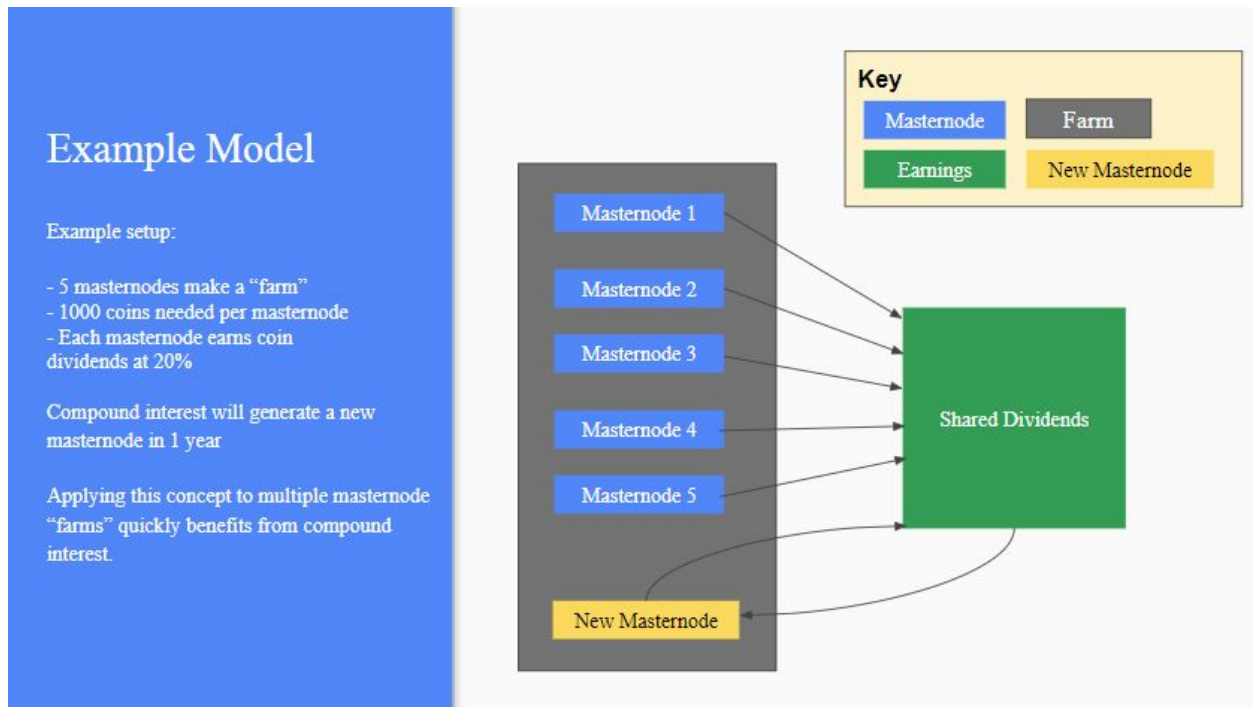 Example Model
Example setup:
- 5 masternodes make a “farm”
- 1000 coins needed per masternode
- Each masternode earns coin
dividends at 20%
Compound interest will generate a new
masternode in 1 year
Applying this concept to multiple masternode
“farms” quickly benefits from compound
interest.
Key
Masternode
Farm
Earnings
New Masternode
Masternode 1
Masternode 2
Masternode 3
Masternode 4
Masternode 5
New Masternode
Shared Dividends